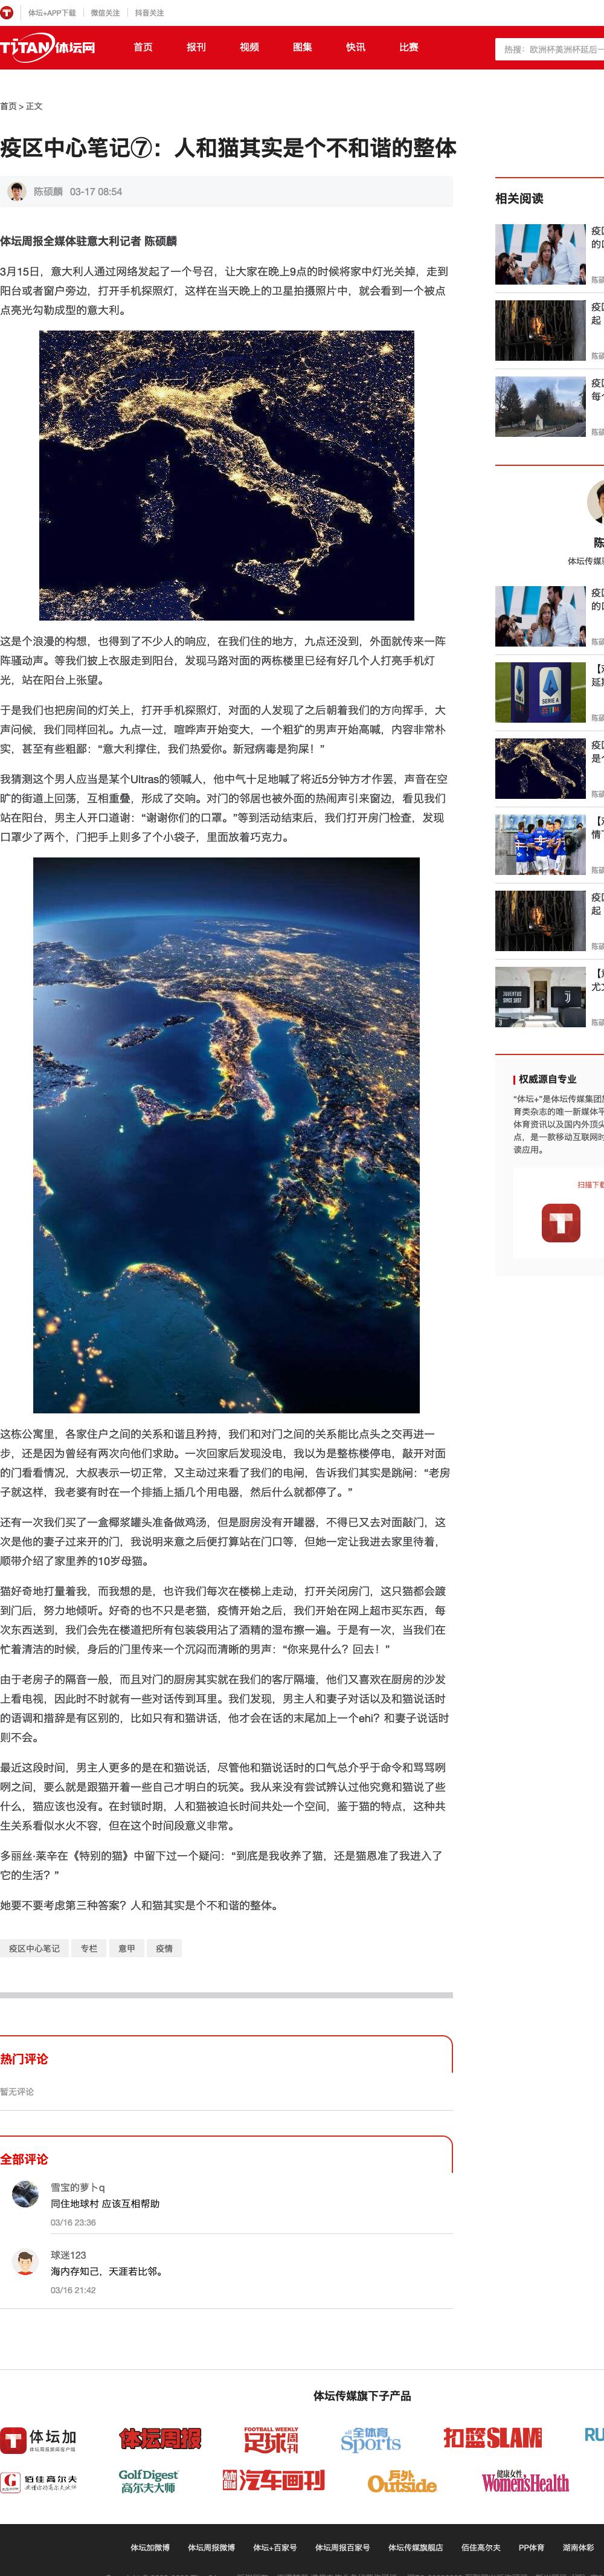 体坛+APP下载 微信关注 抖音关注
TiTAN体坛网 首页 报刊 视频 图集 快讯 比赛
热搜：欧洲杯美洲杯延后一
首页 > 正文
疫区中心笔记⑦：人和猫其实是个不和谐的整体
陈硕麟 03-17 08:54
体坛周报全媒体驻意大利记者 陈硕麟
3月15日，意大利人通过网络发起了一个号召，让大家在晚上9点的时候将家中灯光关掉，走到
阳台或者窗户旁边，打开手机探照灯，这样在当天晚上的卫星拍摄照片中，就会看到一个被点
点亮光勾勒成型的意大利。
这是个浪漫的构想，也得到了不少人的响应，在我们住的地方，九点还没到，外面就传来一阵
阵骚动声。等我们披上衣服走到阳台，发现马路对面的两栋楼里已经有好几个人打亮手机灯
光，站在阳台上张望。
于是我们也把房间的灯关上，打开手机探照灯，对面的人发现了之后朝着我们的方向挥手，大
声问候，我们同样回礼。九点一过，喧哗声开始变大，一个粗犷的男声开始高喊，内容非常朴
实，甚至有些粗鄙：“意大利撑住，我们热爱你。新冠病毒是狗屎！”
我猜测这个男人应当是某个Ultras的领喊人，他中气十足地喊了将近5分钟方才作罢，声音在空
旷的街道上回荡，互相重叠，形成了交响。对门的邻居也被外面的热闹声引来窗边，看见我们
站在阳台，男主人开口道谢：“谢谢你们的口罩。”等到活动结束后，我们打开房门检查，发现
口罩少了两个，门把手上则多了个小袋子，里面放着巧克力。
这栋公寓里，各家住户之间的关系和谐且矜持，我们和对门之间的关系能比点头之交再进一
步，还是因为曾经有两次向他们求助。一次回家后发现没电，我以为是整栋楼停电，敲开对面
的门看看情况，大叔表示一切正常，又主动过来看了我们的电闸，告诉我们其实是跳闸：“老房
子就这样，我老婆有时在一个排插上插几个用电器，然后什么就都停了。”
还有一次我们买了一盒椰浆罐头准备做鸡汤，但是厨房没有开罐器，不得已又去对面敲门，这
次是他的妻子过来开的门，我说明来意之后便打算站在门口等，但她一定让我进去家里待着，
顺带介绍了家里养的10岁母猫。
猫好奇地打量着我，而我想的是，也许我们每次在楼梯上走动，打开关闭房门，这只猫都会踱
到门后，努力地倾听。好奇的也不只是老猫，疫情开始之后，我们开始在网上超市买东西，每
次东西送到，我们会先在楼道把所有包装袋用沾了酒精的湿布擦一遍。于是有一次，当我们在
忙着清洁的时候，身后的门里传来一个沉闷而清晰的男声：“你来晃什么？回去！”
由于老房子的隔音一般，而且对门的厨房其实就在我们的客厅隔墙，他们又喜欢在厨房的沙发
上看电视，因此时不时就有一些对话传到耳里。我们发现，男主人和妻子对话以及和猫说话时
的语调和措辞是有区别的，比如只有和猫讲话，他才会在话的末尾加上一个ehi？和妻子说话时
则不会。
最近这段时间，男主人更多的是在和猫说话，尽管他和猫说话时的口气总介乎于命令和骂骂咧
咧之间，要么就是跟猫开着一些自己才明白的玩笑。我从来没有尝试辨认过他究竟和猫说了些
什么，猫应该也没有。在封锁时期，人和猫被迫长时间共处一个空间，鉴于猫的特点，这种共
生关系看似水火不容，但在这个时间段意义非常。
多丽丝·莱辛在《特别的猫》中留下过一个疑问：“到底是我收养了猫，还是猫恩准了我进入了
它的生活？”
她要不要考虑第三种答案？人和猫其实是个不和谐的整体。
疫区中心笔记 专栏 意甲 疫情
热门评论
暂无评论
全部评论
雪宝的萝卜q
同住地球村 应该互相帮助
03/16 23:36
球迷123
海内存知己，天涯若比邻。
03/16 21:42
相关阅读
疫区
的口
陈硕
疫区
起
陈硕
疫区
每个
陈硕
陈
体坛传媒驻
疫区
的口
陈硕
延期
陈硕
疫区
是个
陈硕
情下
陈硕
疫区
起
陈硕
尤文
陈硕
权威源自专业
“体坛+”是体坛传媒集团旗
育类杂志的唯一新媒体平
体育资讯以及国内外顶尖
点，是一款移动互联网时
读应用。
扫描下载
体坛传媒旗下子产品
体坛加 体坛周报 FOOTBALL WEEKLY 足球周刊 全体育 Sports 扣篮SLAM RU
佰佳高尔夫 Golf Digest 高尔夫大师 汽车画刊 户外 Outside 健康女性 Women'sHealth
体坛加微博 体坛周报微博 体坛+百家号 体坛周报百家号 体坛传媒旗舰店 佰佳高尔夫 PP体育 湖南体彩